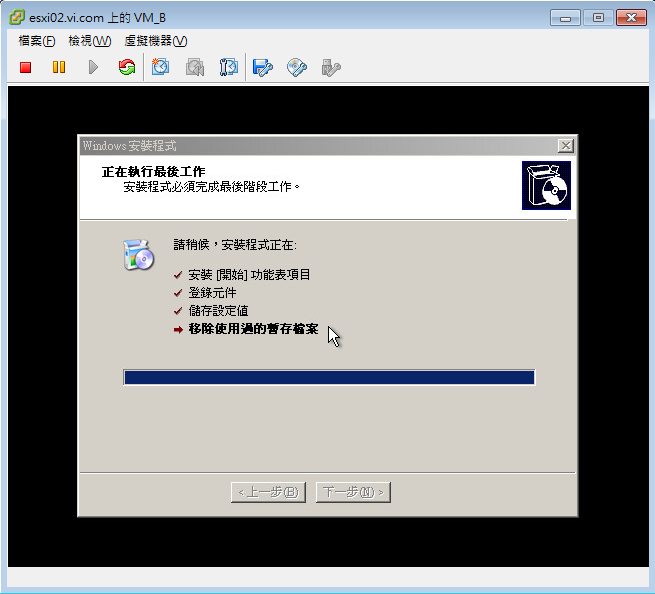 esxi02.vi.com 上的 VM_B
檔案(F) 檢視(W) 虛擬機器(V)
Windows 安裝程式
正在執行最後工作
安裝程式必須完成最後階段工作。
請稍候，安裝程式正在:
安裝 [開始] 功能表項目
登錄元件
儲存設定值
移除使用過的暫存檔案
< 上一步(B) 下一步(N) >